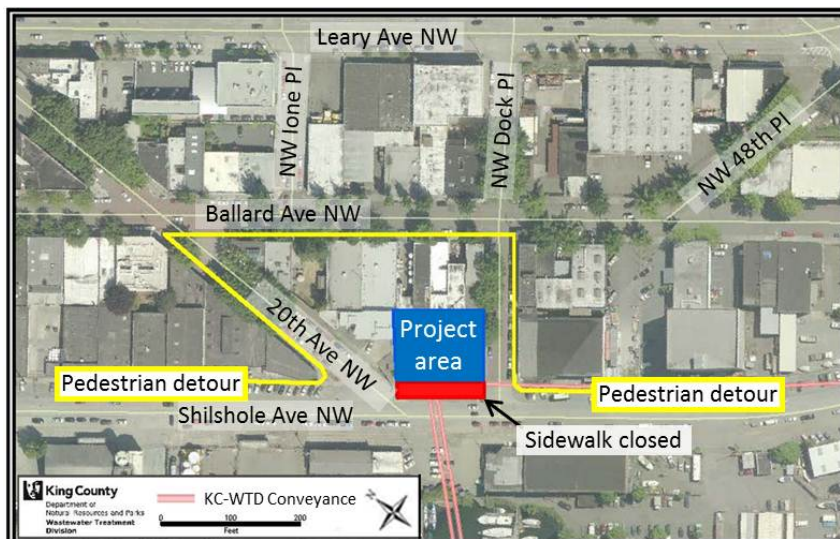 Leary Ave NW
NW Ione Pl
NW Dock Pl
NW 48th Pl
Ballard Ave NW
20th Ave NW
Project
area
Pedestrian detour
Pedestrian detour
Shilshole Ave NW
Sidewalk closed
King County
Department of
Natural Resources and Parks
Wastewater Treatment
Division
KC-WTD Conveyance
0 100 200
Feet
N